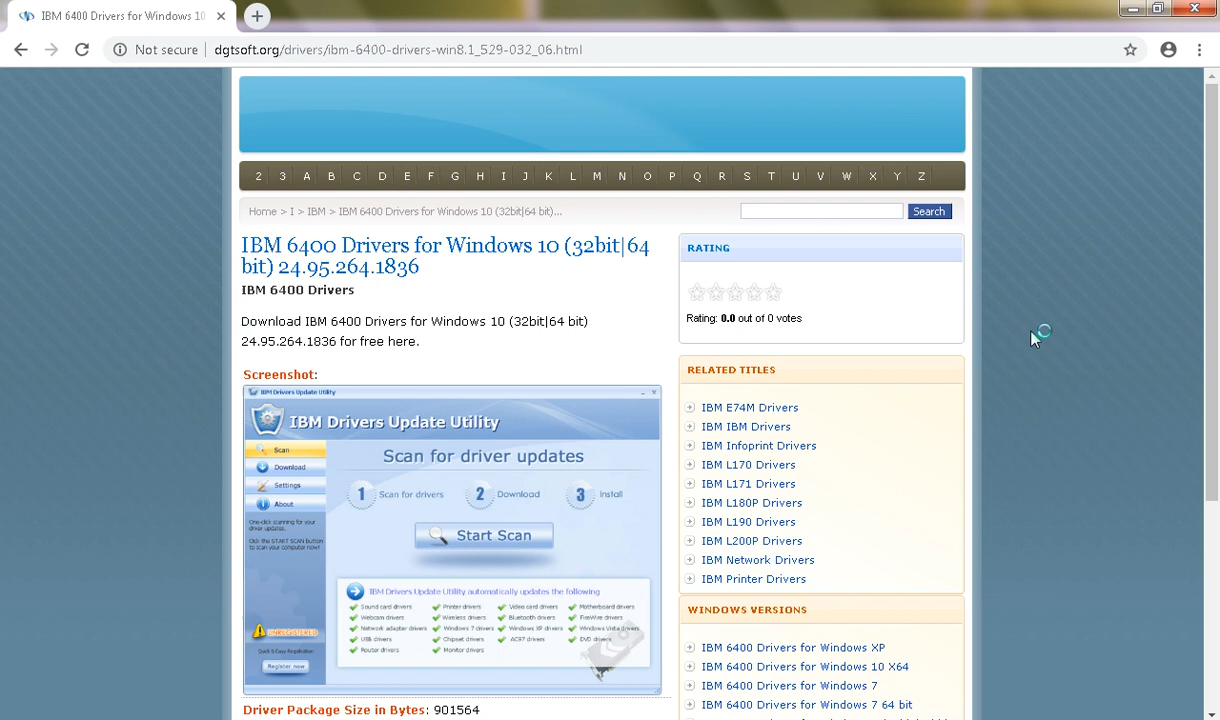 IBM 6400 Drivers for Windows 10
Not secure | dgtsoft.org/drivers/ibm-6400-drivers-win8.1_529-032_06.html
2 3 A B C D E F G H I J K L M N O P Q R S T U V W X Y Z
Home > I > IBM > IBM 6400 Drivers for Windows 10 (32bit|64 bit)...
Search
IBM 6400 Drivers for Windows 10 (32bit|64
bit) 24.95.264.1836
IBM 6400 Drivers
Download IBM 6400 Drivers for Windows 10 (32bit|64 bit)
24.95.264.1836 for free here.
Screenshot:
IBM Drivers Update Utility
IBM Drivers Update Utility
Scan
Download
Settings
About
One-click scanning for your
driver updates.
Click the START SCAN button
to scan your computer now!
UNREGISTERED
Quick & Easy Registration:
Register now
Scan for driver updates
1 Scan for drivers 2 Download 3 Install
Start Scan
IBM Drivers Update Utility automatically updates the following
Sound card drivers Printer drivers Video card drivers Motherboard drivers
Webcam drivers Wireless drivers Bluetooth drivers FireWire drivers
Network adapter drivers Windows 7 drivers Windows XP drivers Windows Vista drivers
USB drivers Chipset drivers AC97 drivers DVD drivers
Router drivers Monitor drivers
Driver Package Size in Bytes: 901564
RATING
Rating: 0.0 out of 0 votes
RELATED TITLES
IBM E74M Drivers
IBM IBM Drivers
IBM Infoprint Drivers
IBM L170 Drivers
IBM L171 Drivers
IBM L180P Drivers
IBM L190 Drivers
IBM L200P Drivers
IBM Network Drivers
IBM Printer Drivers
WINDOWS VERSIONS
IBM 6400 Drivers for Windows XP
IBM 6400 Drivers for Windows 10 X64
IBM 6400 Drivers for Windows 7
IBM 6400 Drivers for Windows 7 64 bit